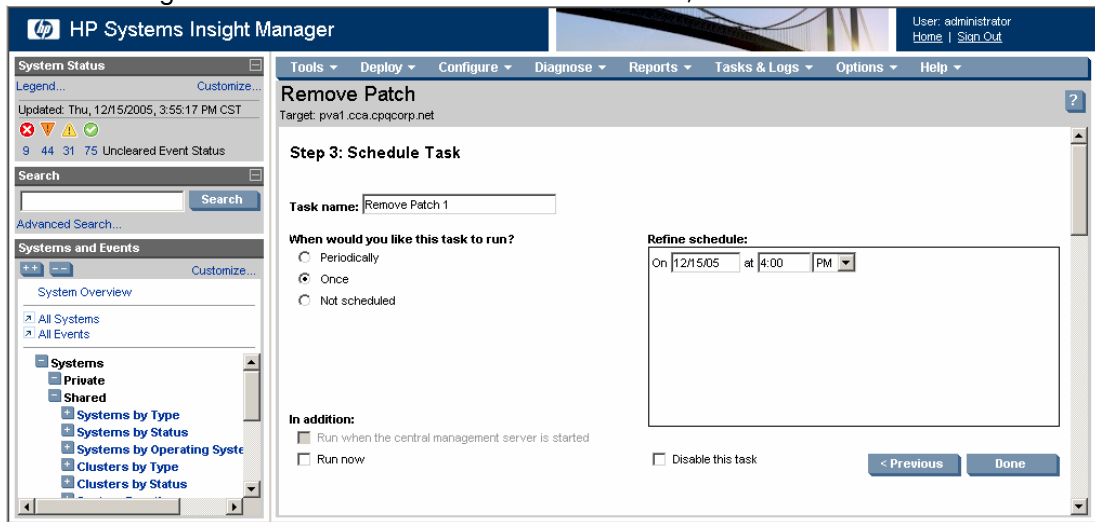 hp HP Systems Insight Manager
User: administrator
Home | Sign Out
System Status
Legend... Customize...
Updated: Thu, 12/15/2005, 3:55:17 PM CST
9 44 31 75 Uncleared Event Status
Search
Search
Advanced Search...
Systems and Events
++ -- Customize...
System Overview
All Systems
All Events
Systems
Private
Shared
Systems by Type
Systems by Status
Systems by Operating Syste
Clusters by Type
Clusters by Status
Tools Deploy Configure Diagnose Reports Tasks & Logs Options Help
Remove Patch
?
Target: pva1.cca.cpqcorp.net
Step 3: Schedule Task
Task name: Remove Patch 1
When would you like this task to run?
Periodically
Once
Not scheduled
Refine schedule:
On 12/15/05 at 4:00 PM
In addition:
Run when the central management server is started
Run now
Disable this task
< Previous Done